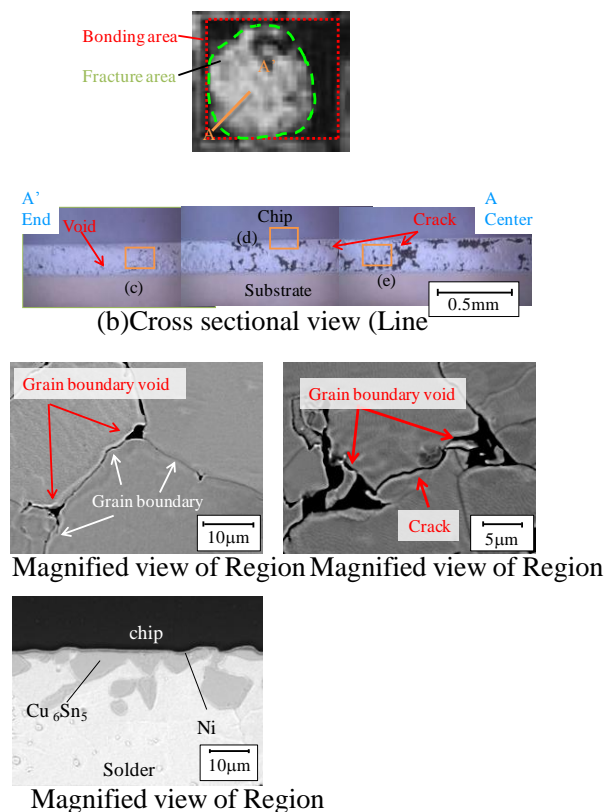 Bonding area
Fracture area
A'
A
A'
End
Void
Chip
Crack
A
Center
(d)
(c)
Substrate
(e)
0.5mm
(b)Cross sectional view (Line
Grain boundary void
Grain boundary
10μm
Grain boundary void
Crack
5μm
Magnified view of Region Magnified view of Region
chip
Cu 6Sn5
Ni
10μm
Solder
Magnified view of Region